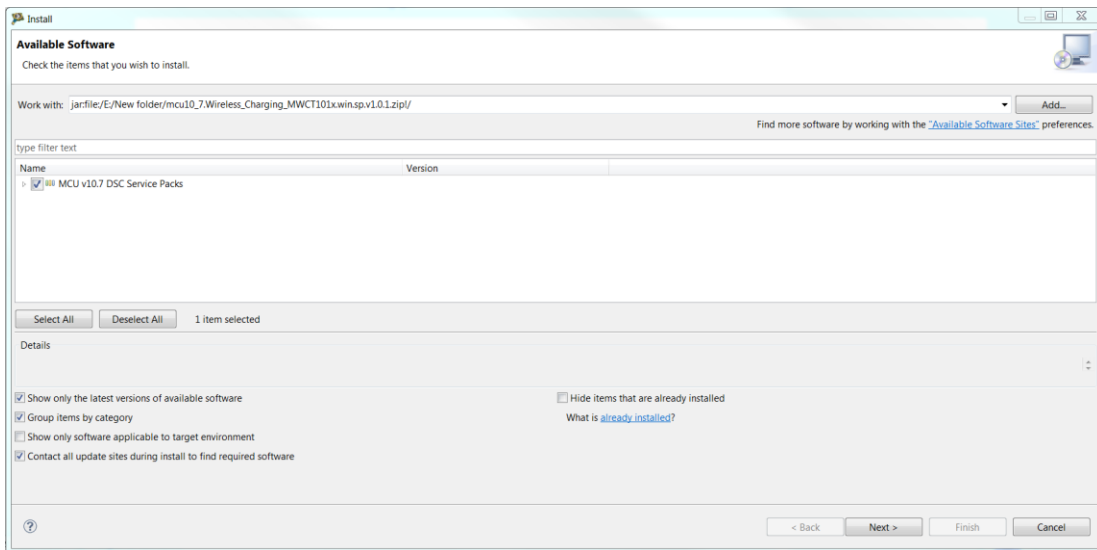 Install
Available Software
Check the items that you wish to install.
Work with: jar:file:/E:/New folder/mcu10_7.Wireless_Charging_MWCT101x.win.sp.v1.0.1.zip!/ Add...
Find more software by working with the "Available Software Sites" preferences.
type filter text
Name Version
MCU v10.7 DSC Service Packs
Select All Deselect All 1 item selected
Details
Show only the latest versions of available software Hide items that are already installed
Group items by category What is already installed?
Show only software applicable to target environment
Contact all update sites during install to find required software
? < Back Next > Finish Cancel